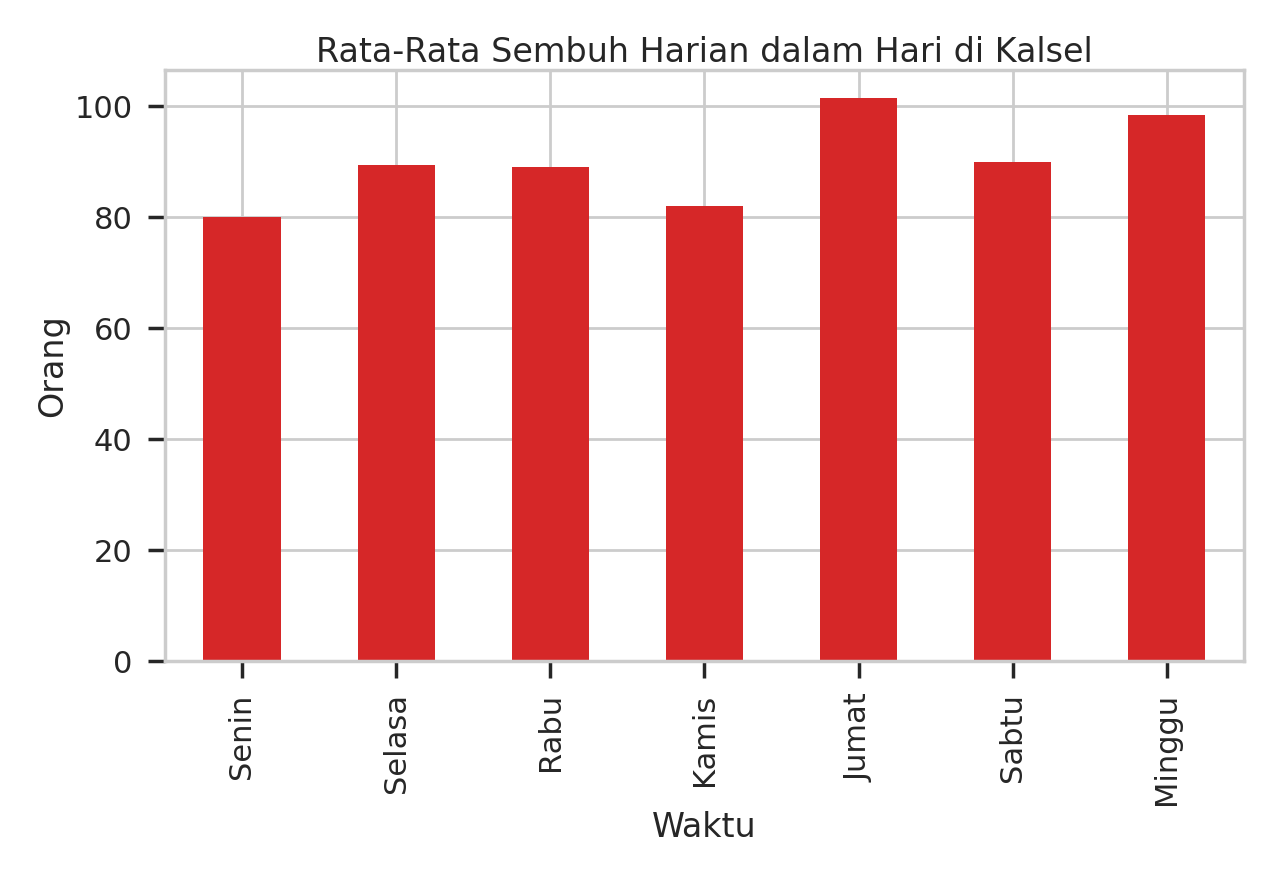 Rata-Rata Sembuh Harian dalam Hari di Kalsel
100
80
60
40
20
0
Orang
Senin
Selasa
Rabu
Kamis
Jumat
Sabtu
Minggu
Waktu